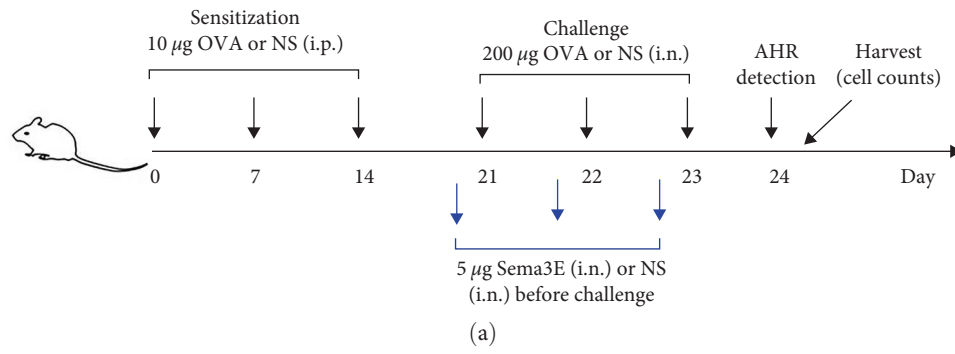 Sensitization
10 μg OVA or NS (i.p.)
Challenge
200 μg OVA or NS (i.n.)
AHR
detection
Harvest
(cell counts)
0 7 14 21 22 23 24 Day
5 μg Sema3E (i.n.) or NS
(i.n.) before challenge
(a)